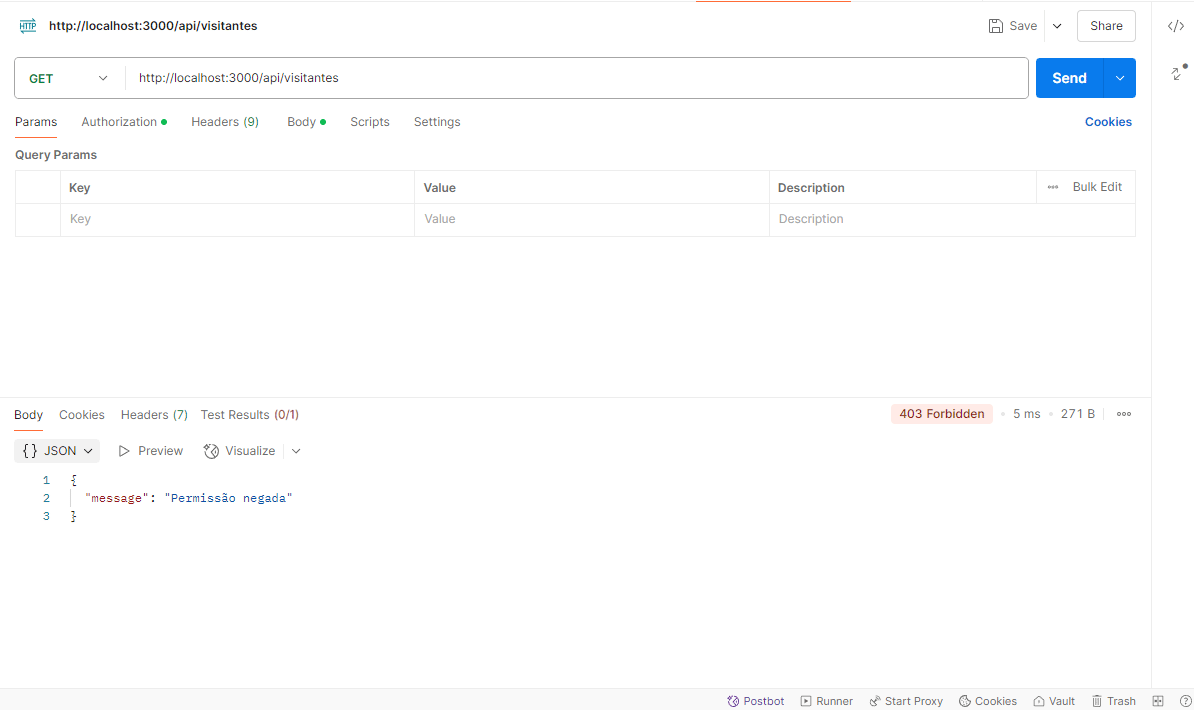 HTTP http://localhost:3000/api/visitantes Save Share
GET http://localhost:3000/api/visitantes Send
Params Authorization Headers (9) Body Scripts Settings Cookies
Query Params
Key Value Description Bulk Edit
Key Value Description
Body Cookies Headers (7) Test Results (0/1) 403 Forbidden 5 ms 271 B
{} JSON Preview Visualize
1 {
2 "message": "Permissão negada"
3 }
Postbot Runner Start Proxy Cookies Vault Trash